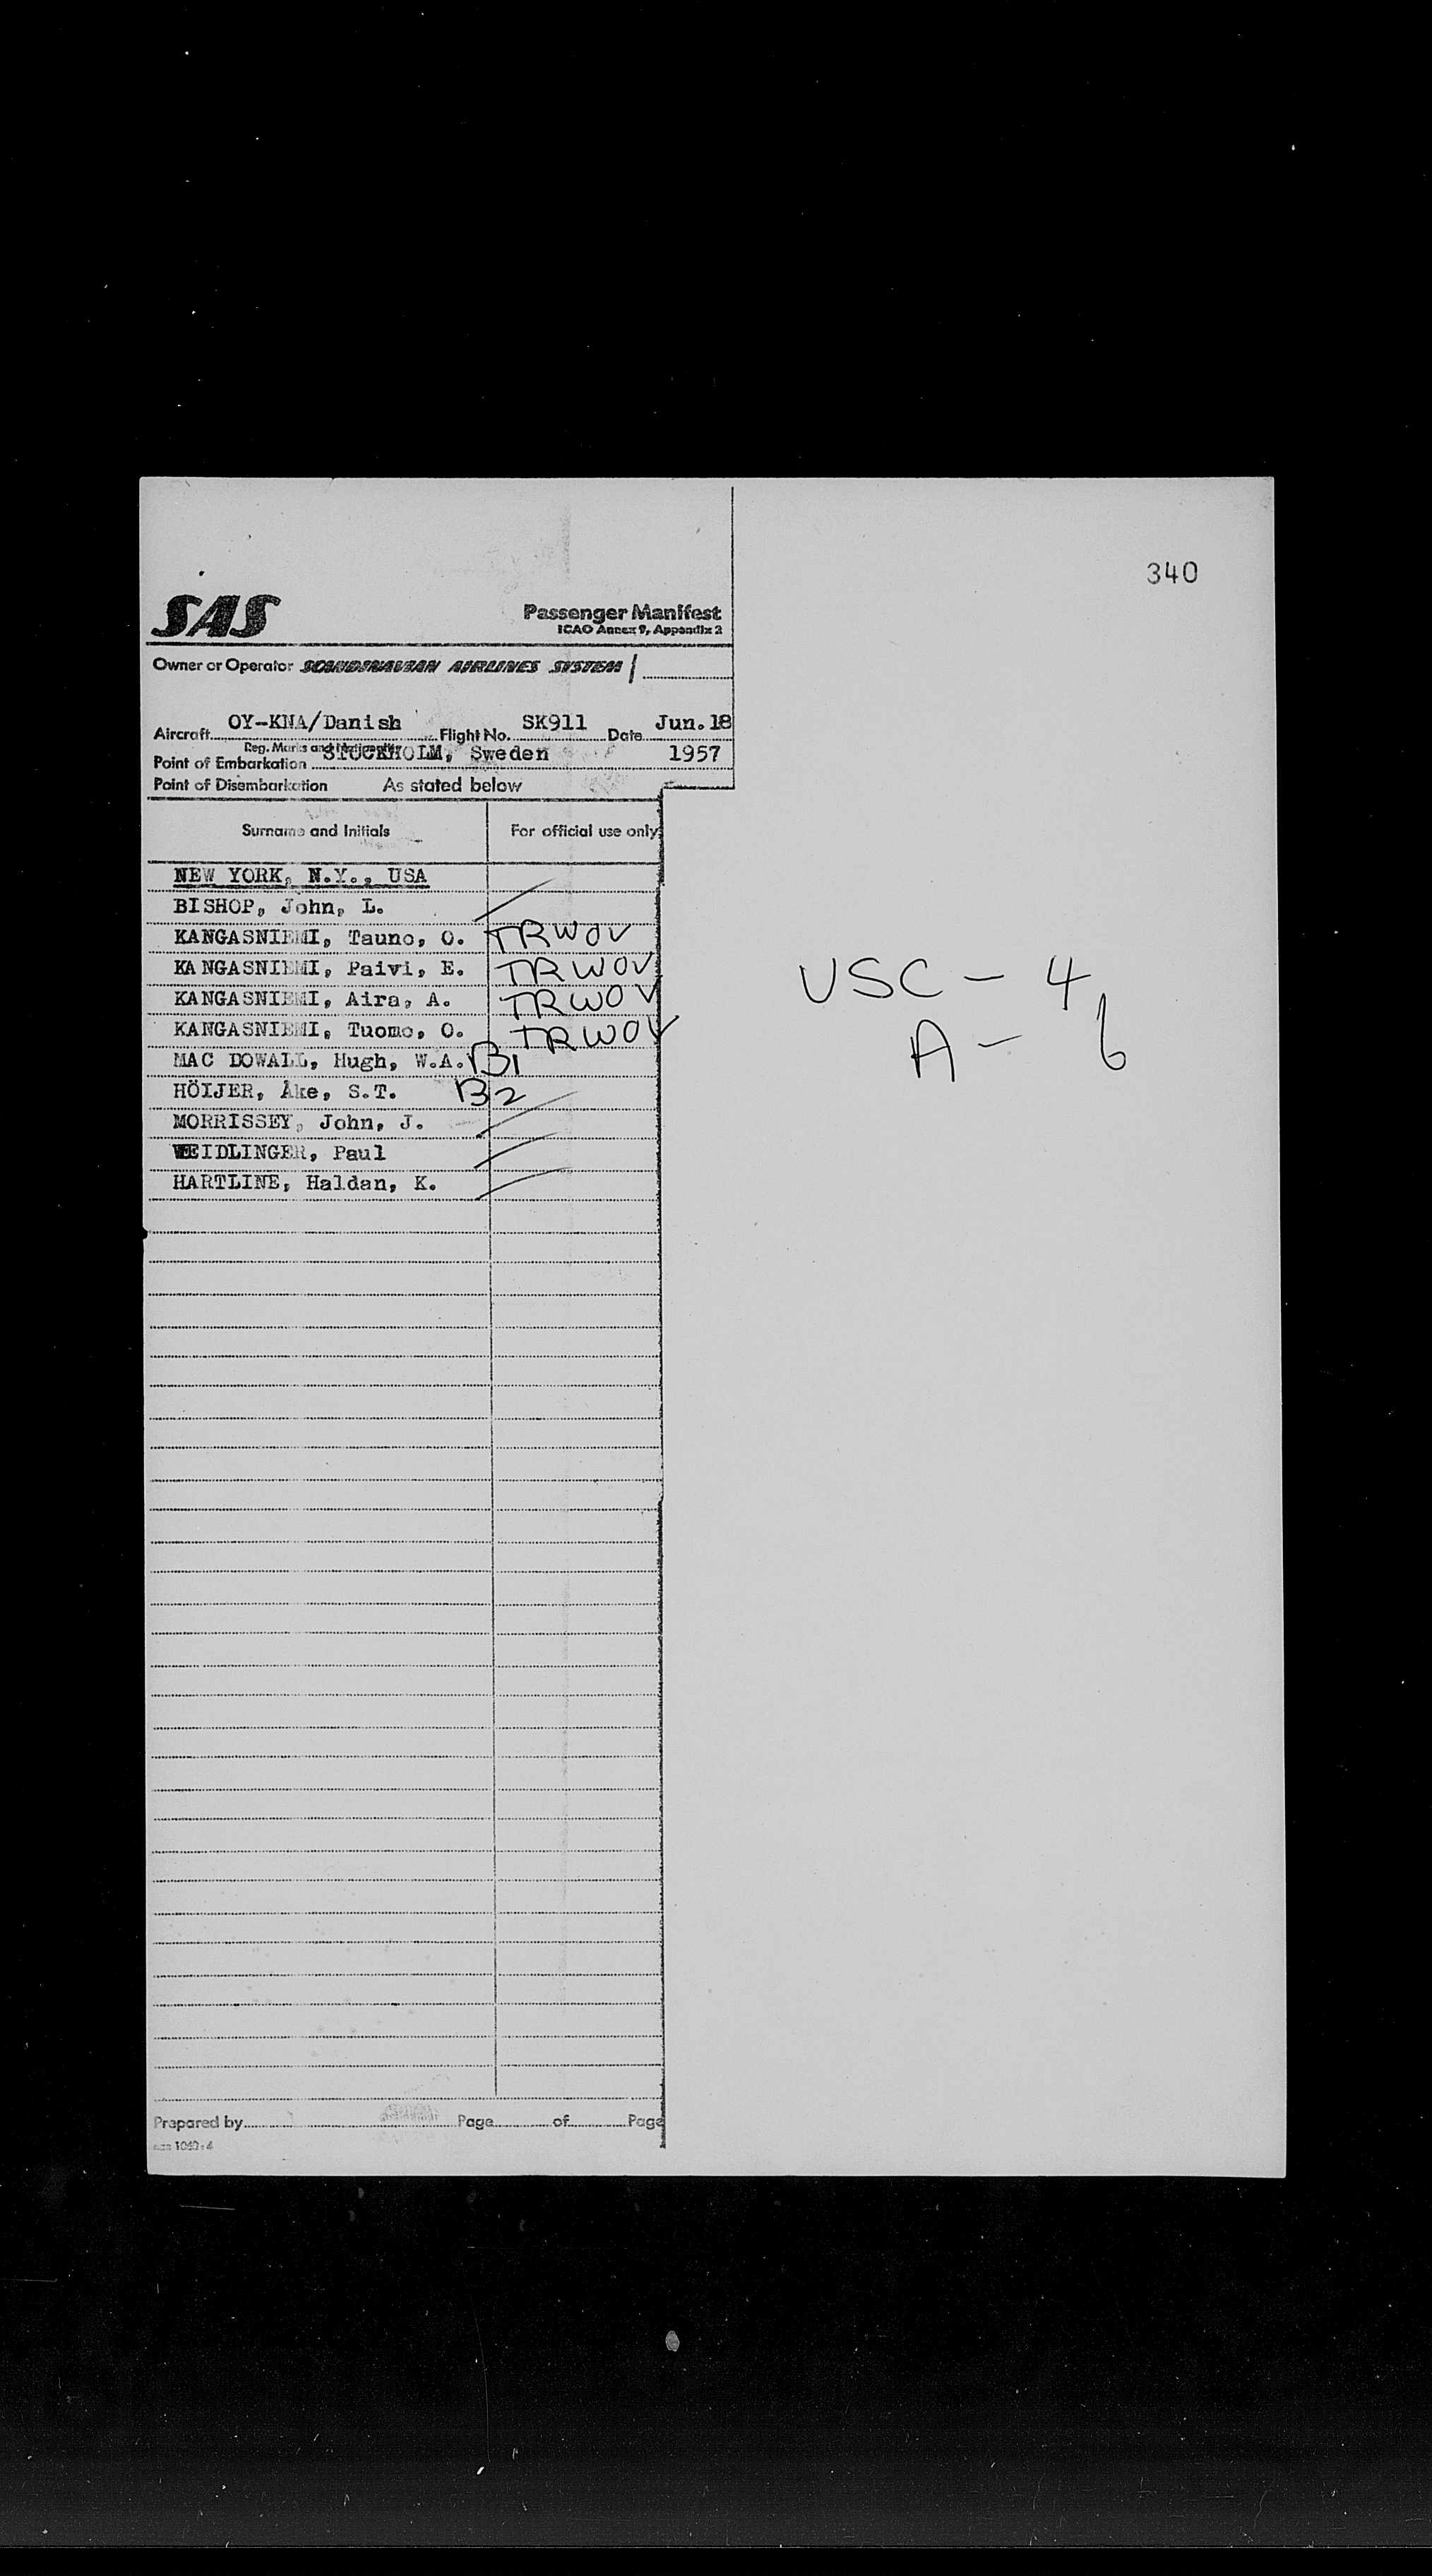 340
SAS
Passenger Manifest
ICAO Annex 9, Appendix 2
Owner or Operator SCANDINAVIAN AIRLINES SYSTEM /
Aircraft OY-KNA/Danish Flight No. SK911 Date Jun. 18
Reg. Marks and Nationality
Point of Embarkation STOCKHOLM, Sweden 1957
Point of Disembarkation As stated below
Surname and Initials For official use only
NEW YORK, N.Y., USA
BISHOP, John, L.
KANGASNIEMI, Tauno, O. TRWOV
KANGASNIEMI, Paivi, E. TRWOV
KANGASNIEMI, Aira, A. TRWOV
KANGASNIEMI, Tuomo, O. TRWOV
MAC DOWALL, Hugh, W.A. B1
HÖIJER, Åke, S.T. B2
MORRISSEY, John, J.
WEIDLINGER, Paul
HARTLINE, Haldan, K.
USC - 4
A - 6
Prepared by Page of Page